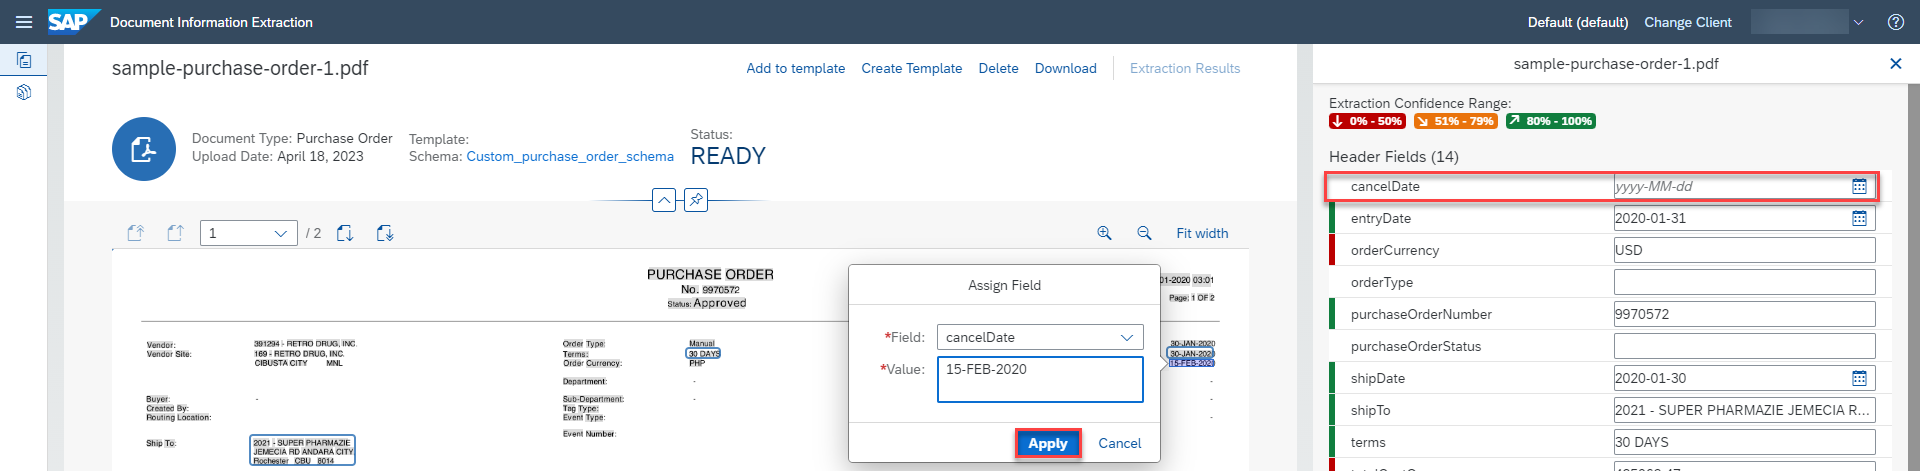 SAP Document Information Extraction
Default (default) Change Client
sample-purchase-order-1.pdf
Add to template Create Template Delete Download Extraction Results
Document Type: Purchase Order
Upload Date: April 18, 2023
Template:
Schema: Custom_purchase_order_schema
Status:
READY
1 / 2
Fit width
PURCHASE ORDER
No. 9970572
Status: Approved
01-2020 03:01
Page: 1 OF 2
Vendor: 391294 - RETRO DRUG, INC.
Vendor Site: 169 - RETRO DRUG, INC.
CIBUSTA CITY MNL
Order Type: Manual
Terms: 30 DAYS
Order Currency: PHP
30-JAN-2020
30-JAN-2020
15-FEB-2020
Department: -
Buyer: -
Created By:
Routing Location:
Sub-Department: -
Tag Type:
Event Type:
Event Number:
Ship To: 2021 - SUPER PHARMAZIE
JEMECIA RD ANDARA CITY
Rochester CBU 8014
Assign Field
*Field: cancelDate
*Value: 15-FEB-2020
Apply Cancel
sample-purchase-order-1.pdf
Extraction Confidence Range:
0% - 50% 51% - 79% 80% - 100%
Header Fields (14)
cancelDate yyyy-MM-dd
entryDate 2020-01-31
orderCurrency USD
orderType
purchaseOrderNumber 9970572
purchaseOrderStatus
shipDate 2020-01-30
shipTo 2021 - SUPER PHARMAZIE JEMECIA R...
terms 30 DAYS